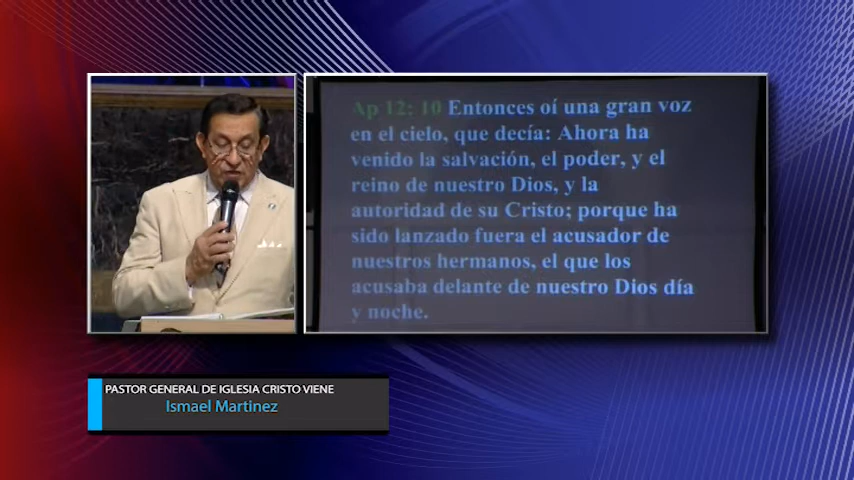 Ap 12: 10 Entonces oí una gran voz
en el cielo, que decía: Ahora ha
venido la salvación, el poder, y el
reino de nuestro Dios, y la
autoridad de su Cristo; porque ha
sido lanzado fuera el acusador de
nuestros hermanos, el que los
acusaba delante de nuestro Dios día
y noche.
PASTOR GENERAL DE IGLESIA CRISTO VIENE
Ismael Martinez